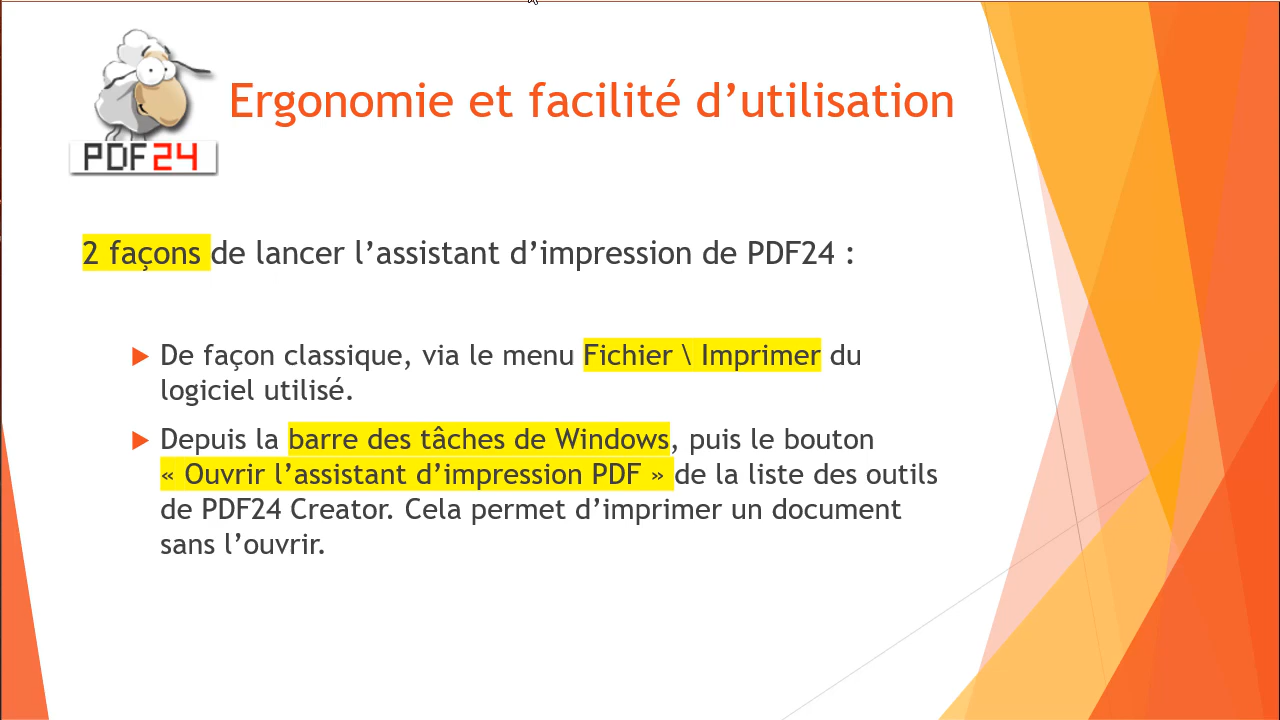 PDF24
Ergonomie et facilité d’utilisation
2 façons de lancer l’assistant d’impression de PDF24 :
De façon classique, via le menu Fichier \ Imprimer du
logiciel utilisé.
Depuis la barre des tâches de Windows, puis le bouton
« Ouvrir l’assistant d’impression PDF » de la liste des outils
de PDF24 Creator. Cela permet d’imprimer un document
sans l’ouvrir.